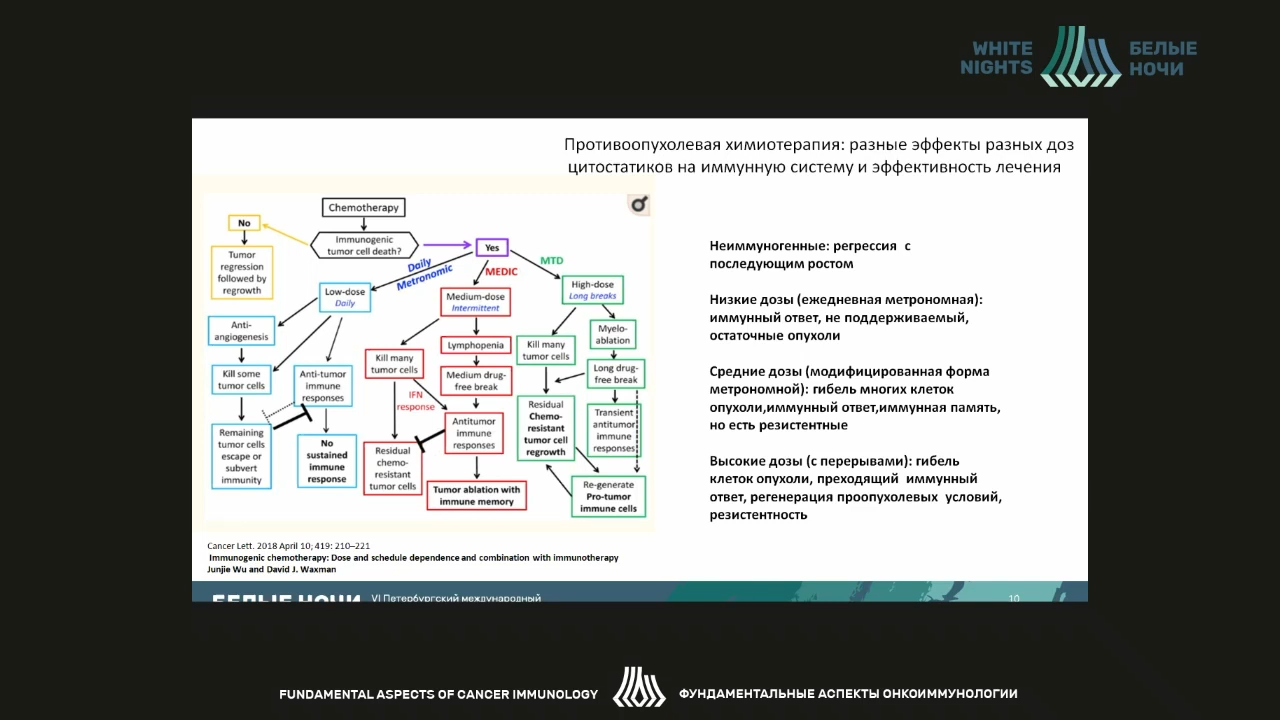 WHITE
NIGHTS
БЕЛЫЕ
НОЧИ
Противоопухолевая химиотерапия: разные эффекты разных доз
цитостатиков на иммунную систему и эффективность лечения
Chemotherapy
No
Immunogenic
tumor cell death?
Yes
Tumor
regression
followed by
regrowth
Daily
Metronomic
MEDIC
MTD
Low-dose
Daily
Medium-dose
Intermittent
High-dose
Long breaks
Anti-
angiogenesis
Lymphopenia
Myelo-
ablation
Kill many
tumor cells
Kill many
tumor cells
Kill some
tumor cells
Anti-tumor
immune
responses
Medium drug-
free break
Long drug-
free break
IFN
response
Residual
Chemo-
resistant
tumor cell
regrowth
Transient
antitumor
immune
responses
Antitumor
immune
responses
Remaining
tumor cells
escape or
subvert
immunity
No
sustained
immune
response
Residual
chemo-
resistant
tumor cells
Tumor ablation with
immune memory
Re-generate
Pro-tumor
immune cells
Неиммуногенные: регрессия с
последующим ростом
Низкие дозы (ежедневная метрономная):
иммунный ответ, не поддерживаемый,
остаточные опухоли
Средние дозы (модифицированная форма
метрономной): гибель многих клеток
опухоли,иммунный ответ,иммунная память,
но есть резистентные
Высокие дозы (с перерывами): гибель
клеток опухоли, преходящий иммунный
ответ, регенерация проопухолевых условий,
резистентность
Cancer Lett. 2018 April 10; 419: 210–221
Immunogenic chemotherapy: Dose and schedule dependence and combination with immunotherapy
Junjie Wu and David J. Waxman
БЕЛЫЕ НОЧИ
VI Петербургский международный
10
FUNDAMENTAL ASPECTS OF CANCER IMMUNOLOGY
ФУНДАМЕНТАЛЬНЫЕ АСПЕКТЫ ОНКОИММУНОЛОГИИ